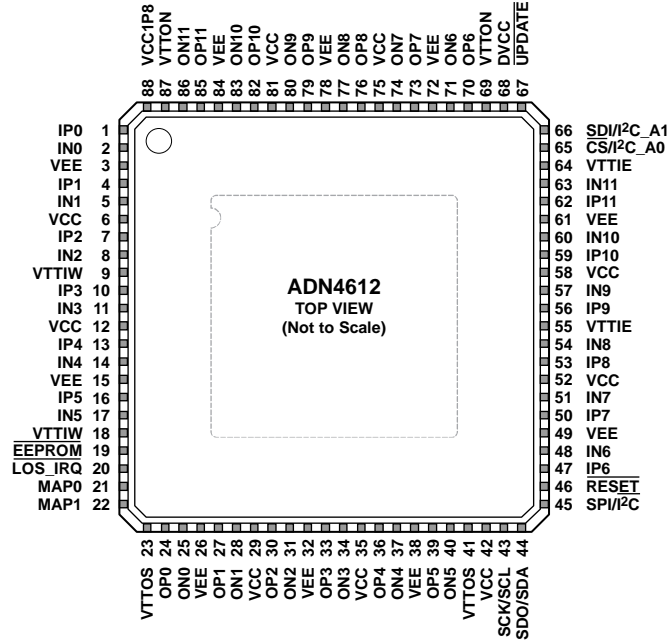 VCC1P8
VTTON
ON11
OP11
VEE
ON10
OP10
VCC
ON9
OP9
VEE
ON8
OP8
VCC
ON7
OP7
VEE
ON6
OP6
VTTON
DVCC
UPDATE
88 87 86 85 84 83 82 81 80 79 78 77 76 75 74 73 72 71 70 69 68 67
IP0 1
IN0 2
VEE 3
IP1 4
IN1 5
VCC 6
IP2 7
IN2 8
VTTIW 9
IP3 10
IN3 11
VCC 12
IP4 13
IN4 14
VEE 15
IP5 16
IN5 17
VTTIW 18
EEPROM 19
LOS_IRQ 20
MAP0 21
MAP1 22
ADN4612
TOP VIEW
(Not to Scale)
66 SDI/I2C_A1
65 CS/I2C_A0
64 VTTIE
63 IN11
62 IP11
61 VEE
60 IN10
59 IP10
58 VCC
57 IN9
56 IP9
55 VTTIE
54 IN8
53 IP8
52 VCC
51 IN7
50 IP7
49 VEE
48 IN6
47 IP6
46 RESET
45 SPI/I2C
23 24 25 26 27 28 29 30 31 32 33 34 35 36 37 38 39 40 41 42 43 44
VTTOS
OP0
ON0
VEE
OP1
ON1
VCC
OP2
ON2
VEE
OP3
ON3
VCC
OP4
ON4
VEE
OP5
ON5
VTTOS
VCC
SCK/SCL
SDO/SDA